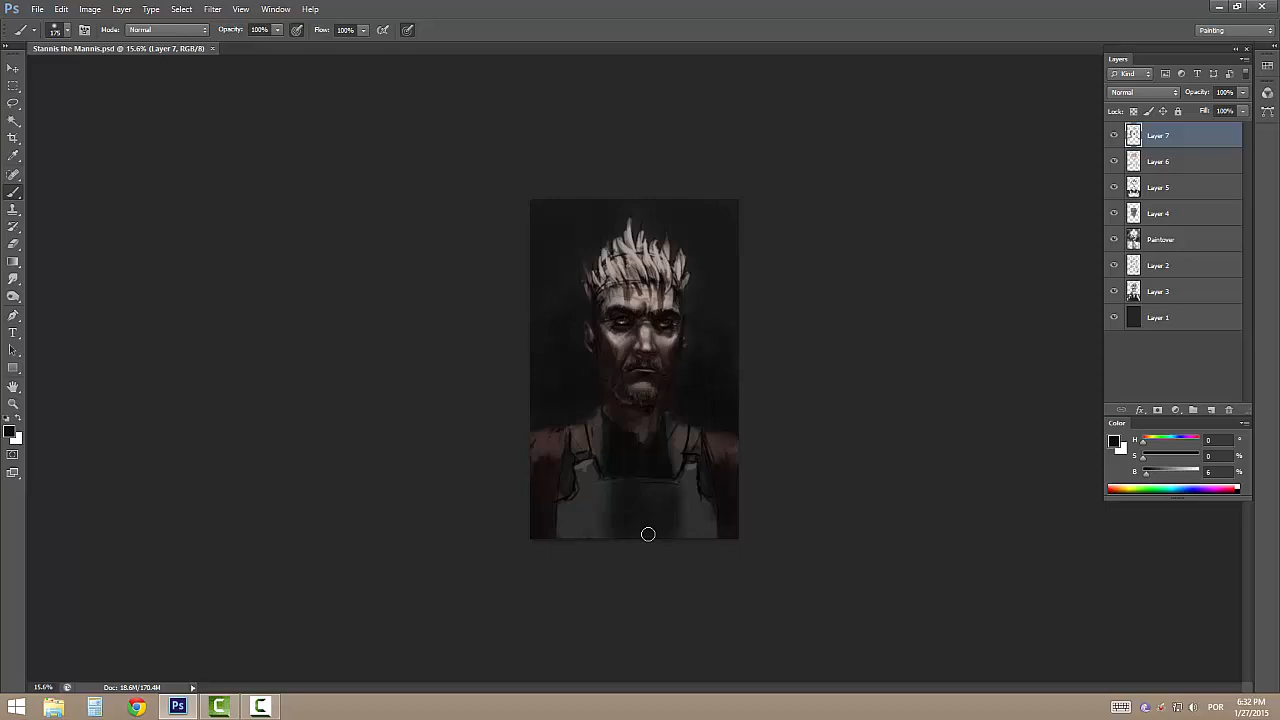 Ps File Edit Image Layer Type Select Filter View Window Help
175 Mode: Normal Opacity: 100% Flow: 100% Painting
Stannis the Mannis.psd @ 15.6% (Layer 7, RGB/8) ×
Layers
Kind
Normal Opacity: 100%
Lock: Fill: 100%
Layer 7
Layer 6
Layer 5
Layer 4
Paintover
Layer 2
Layer 3
Layer 1
Color
H 0 °
S 0 %
B 6 %
15.6% Doc: 18.6M/170.4M
Ps POR 6:32 PM
1/27/2015